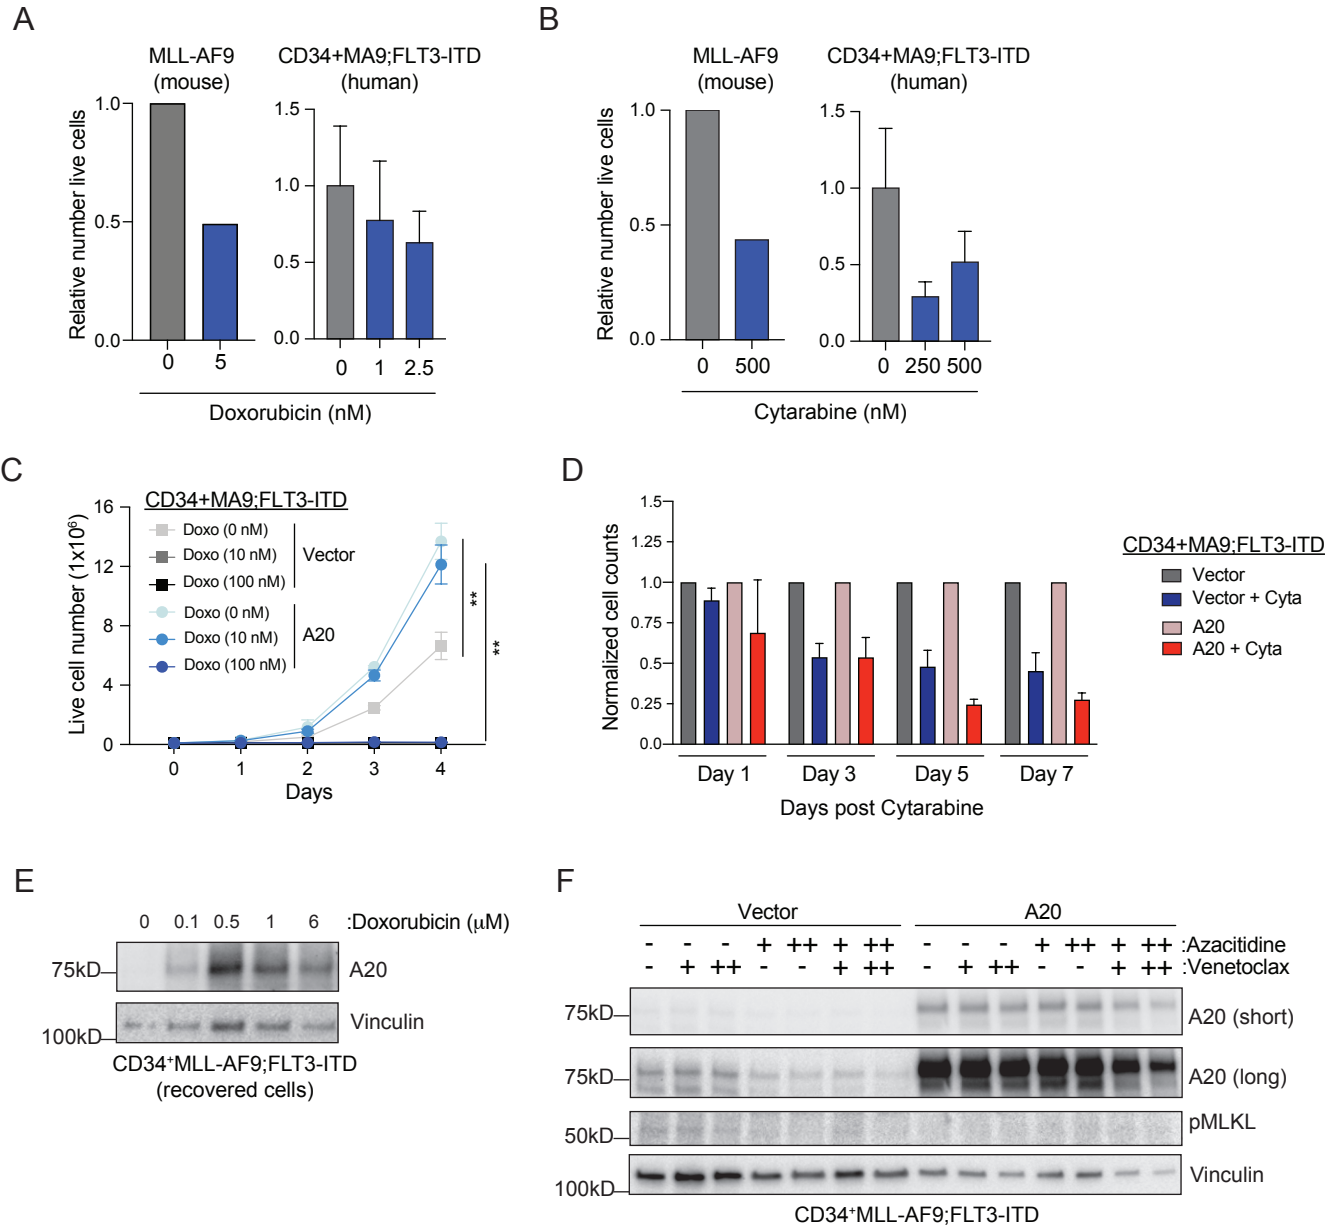 A
MLL-AF9
(mouse)
CD34+MA9;FLT3-ITD
(human)
Relative number live cells
1.0
0.5
0.0
0
5
1.5
1.0
0.5
0.0
0
1
2.5
Doxorubicin (nM)
B
MLL-AF9
(mouse)
CD34+MA9;FLT3-ITD
(human)
Relative number live cells
1.0
0.5
0.0
0
500
1.5
1.0
0.5
0.0
0
250
500
Cytarabine (nM)
C
CD34+MA9;FLT3-ITD
Doxo (0 nM)
Doxo (10 nM)
Doxo (100 nM)
Vector
Doxo (0 nM)
Doxo (10 nM)
Doxo (100 nM)
A20
Live cell number (1x10⁶)
16
12
8
4
0
**
**
0 1 2 3 4
Days
D
Normalized cell counts
1.5
1.25
1.0
0.75
0.5
0.25
0.0
Day 1 Day 3 Day 5 Day 7
Days post Cytarabine
CD34+MA9;FLT3-ITD
Vector
Vector + Cyta
A20
A20 + Cyta
E
0 0.1 0.5 1 6 :Doxorubicin (μM)
75kD
A20
100kD
Vinculin
CD34⁺MLL-AF9;FLT3-ITD
(recovered cells)
F
Vector A20
- - - + ++ + ++ - - - + ++ + ++ :Azacitidine
- + ++ - - + ++ - + ++ - - + ++ :Venetoclax
75kD
A20 (short)
75kD
A20 (long)
50kD
pMLKL
100kD
Vinculin
CD34⁺MLL-AF9;FLT3-ITD